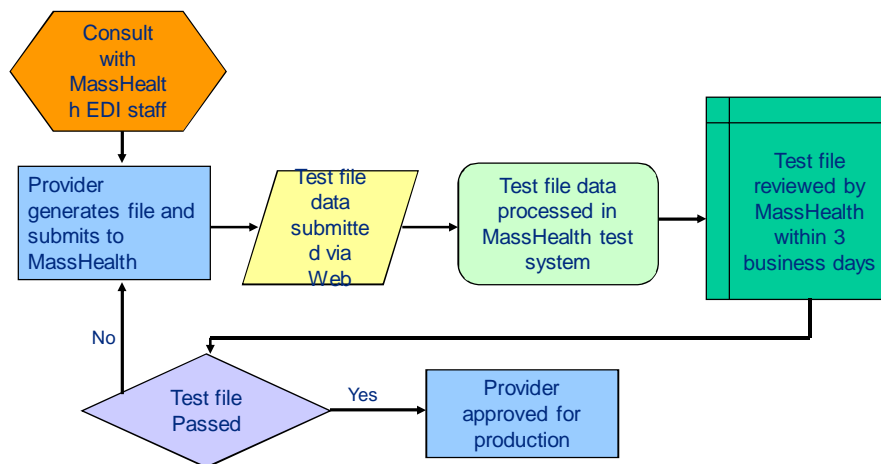 Consult
with
MassHealt
h EDI staff
Provider
generates file and
submits to
MassHealth
Test file
data
submitte
d via
Web
Test file data
processed in
MassHealth test
system
Test file
reviewed by
MassHealth
within 3
business days
No
Test file
Passed
Yes
Provider
approved for
production